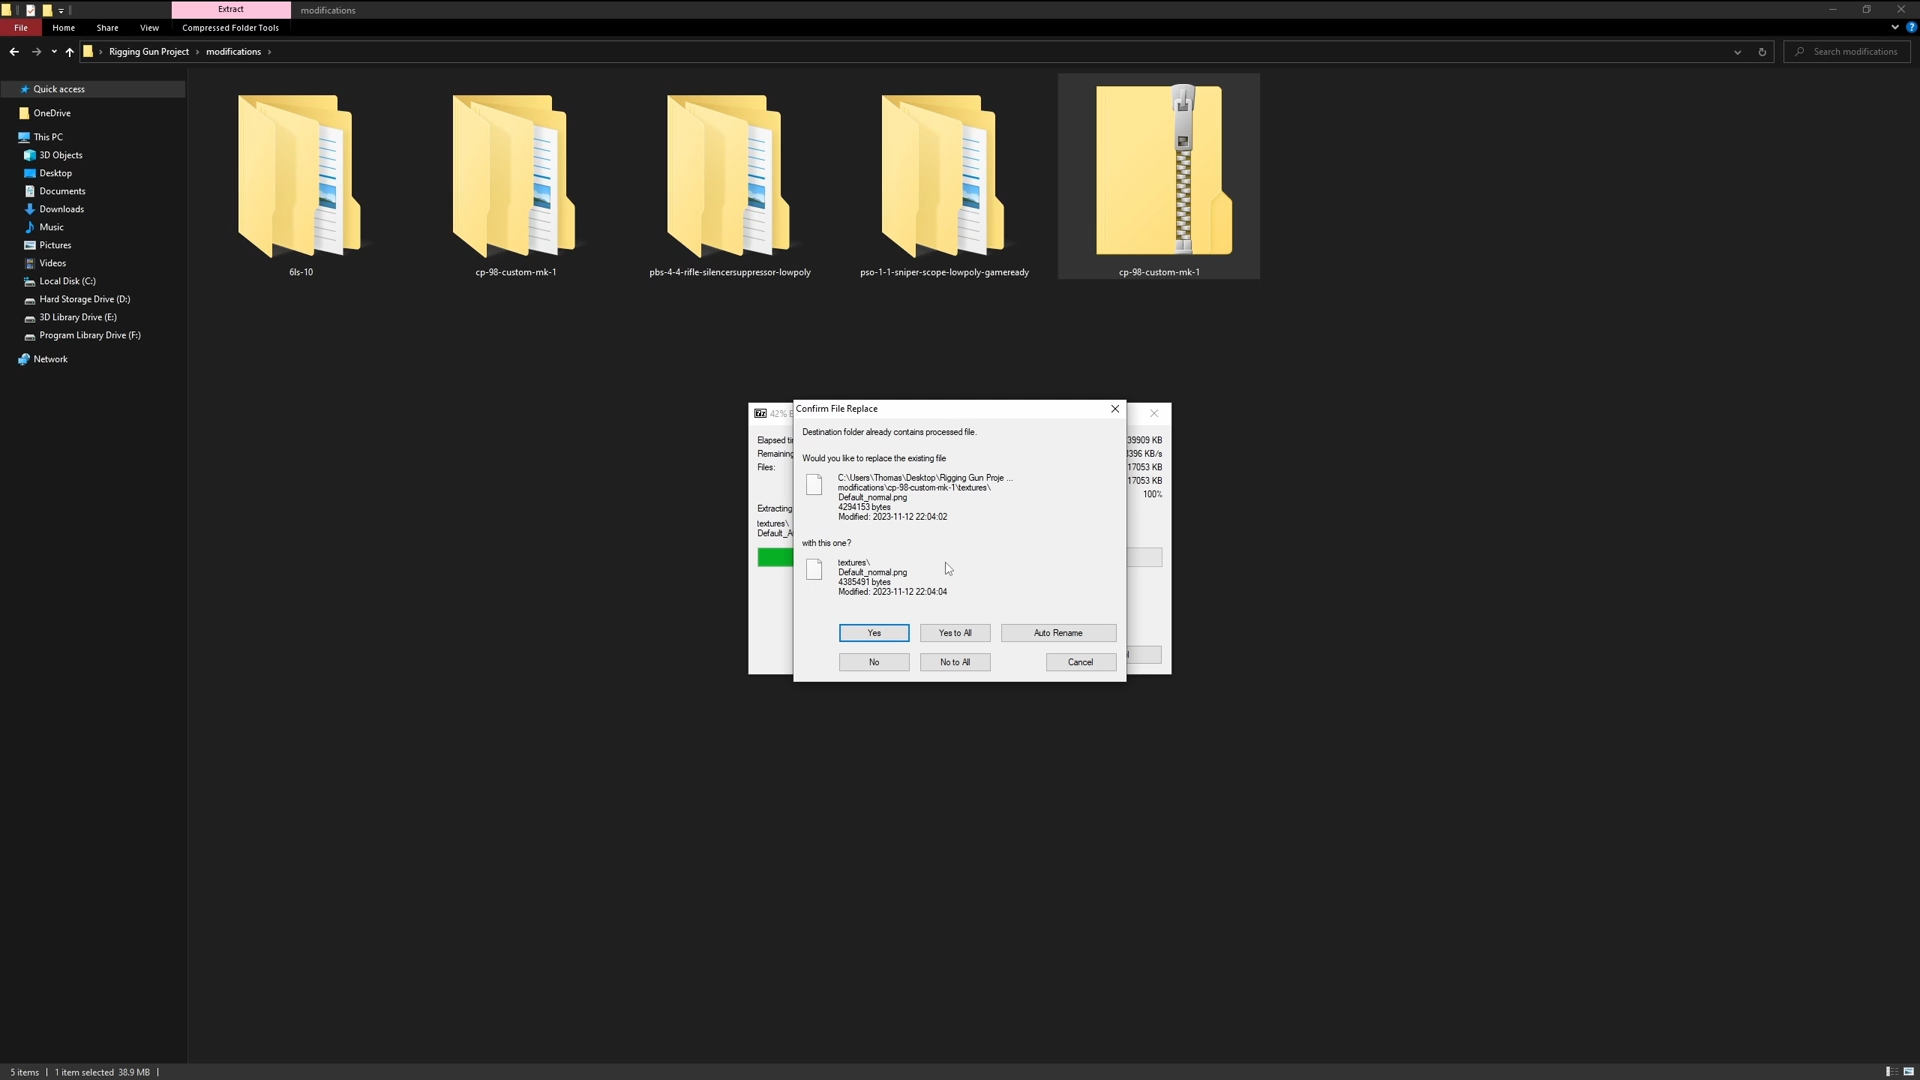 Extract
modifications
File
Home
Share
View
Compressed Folder Tools
Rigging Gun Project
modifications
Search modifications
Quick access
OneDrive
This PC
3D Objects
Desktop
Documents
Downloads
Music
Pictures
Videos
Local Disk (C:)
Hard Storage Drive (D:)
3D Library Drive (E:)
Program Library Drive (F:)
Network
6ls-10
cp-98-custom-mk-1
pbs-4-4-rifle-silencersuppressor-lowpoly
pso-1-1-sniper-scope-lowpoly-gameready
cp-98-custom-mk-1
42%
Elapsed
Remaining
Files:
Extracting
textures\
39909 KB
3396 KB/s
17053 KB
17053 KB
100%
Confirm File Replace
Destination folder already contains processed file.
Would you like to replace the existing file
C:\Users\Thomas\Desktop\Rigging Gun Proje ...
modifications\cp-98-custom-mk-1\textures\
Default_normal.png
4294153 bytes
Modified: 2023-11-12 22:04:02
with this one?
textures\
Default_normal.png
4385491 bytes
Modified: 2023-11-12 22:04:04
Yes
Yes to All
Auto Rename
No
No to All
Cancel
5 items
1 item selected 38.9 MB